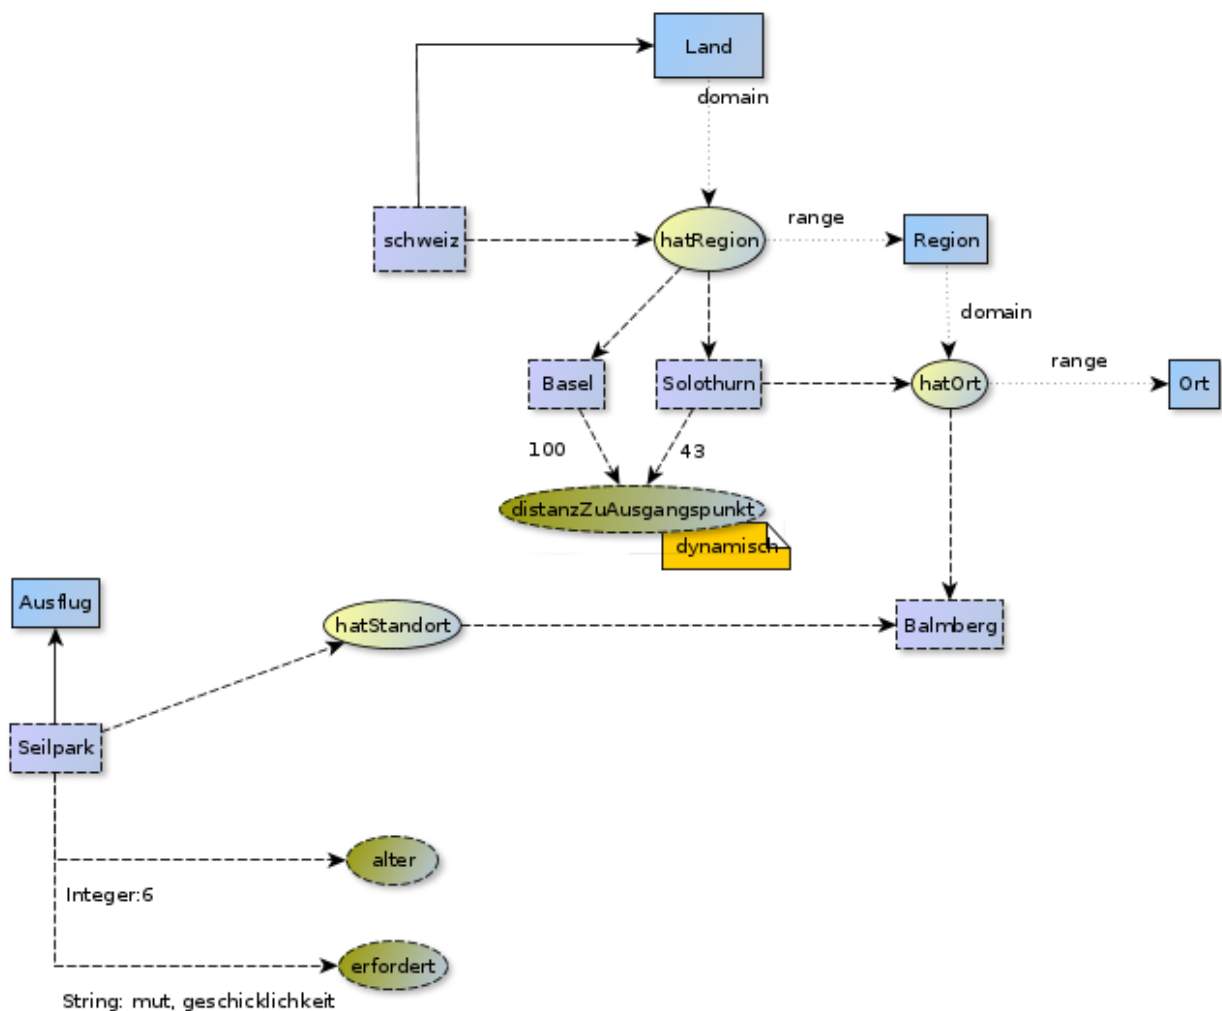 Land
domain
schweiz
hatRegion
range
Region
domain
Basel
Solothurn
hatOrt
range
Ort
100
43
distanzZuAusgangspunkt
dynamisch
Ausflug
hatStandort
Balmberg
Seilpark
alter
Integer:6
erfordert
String: mut, geschicklichkeit